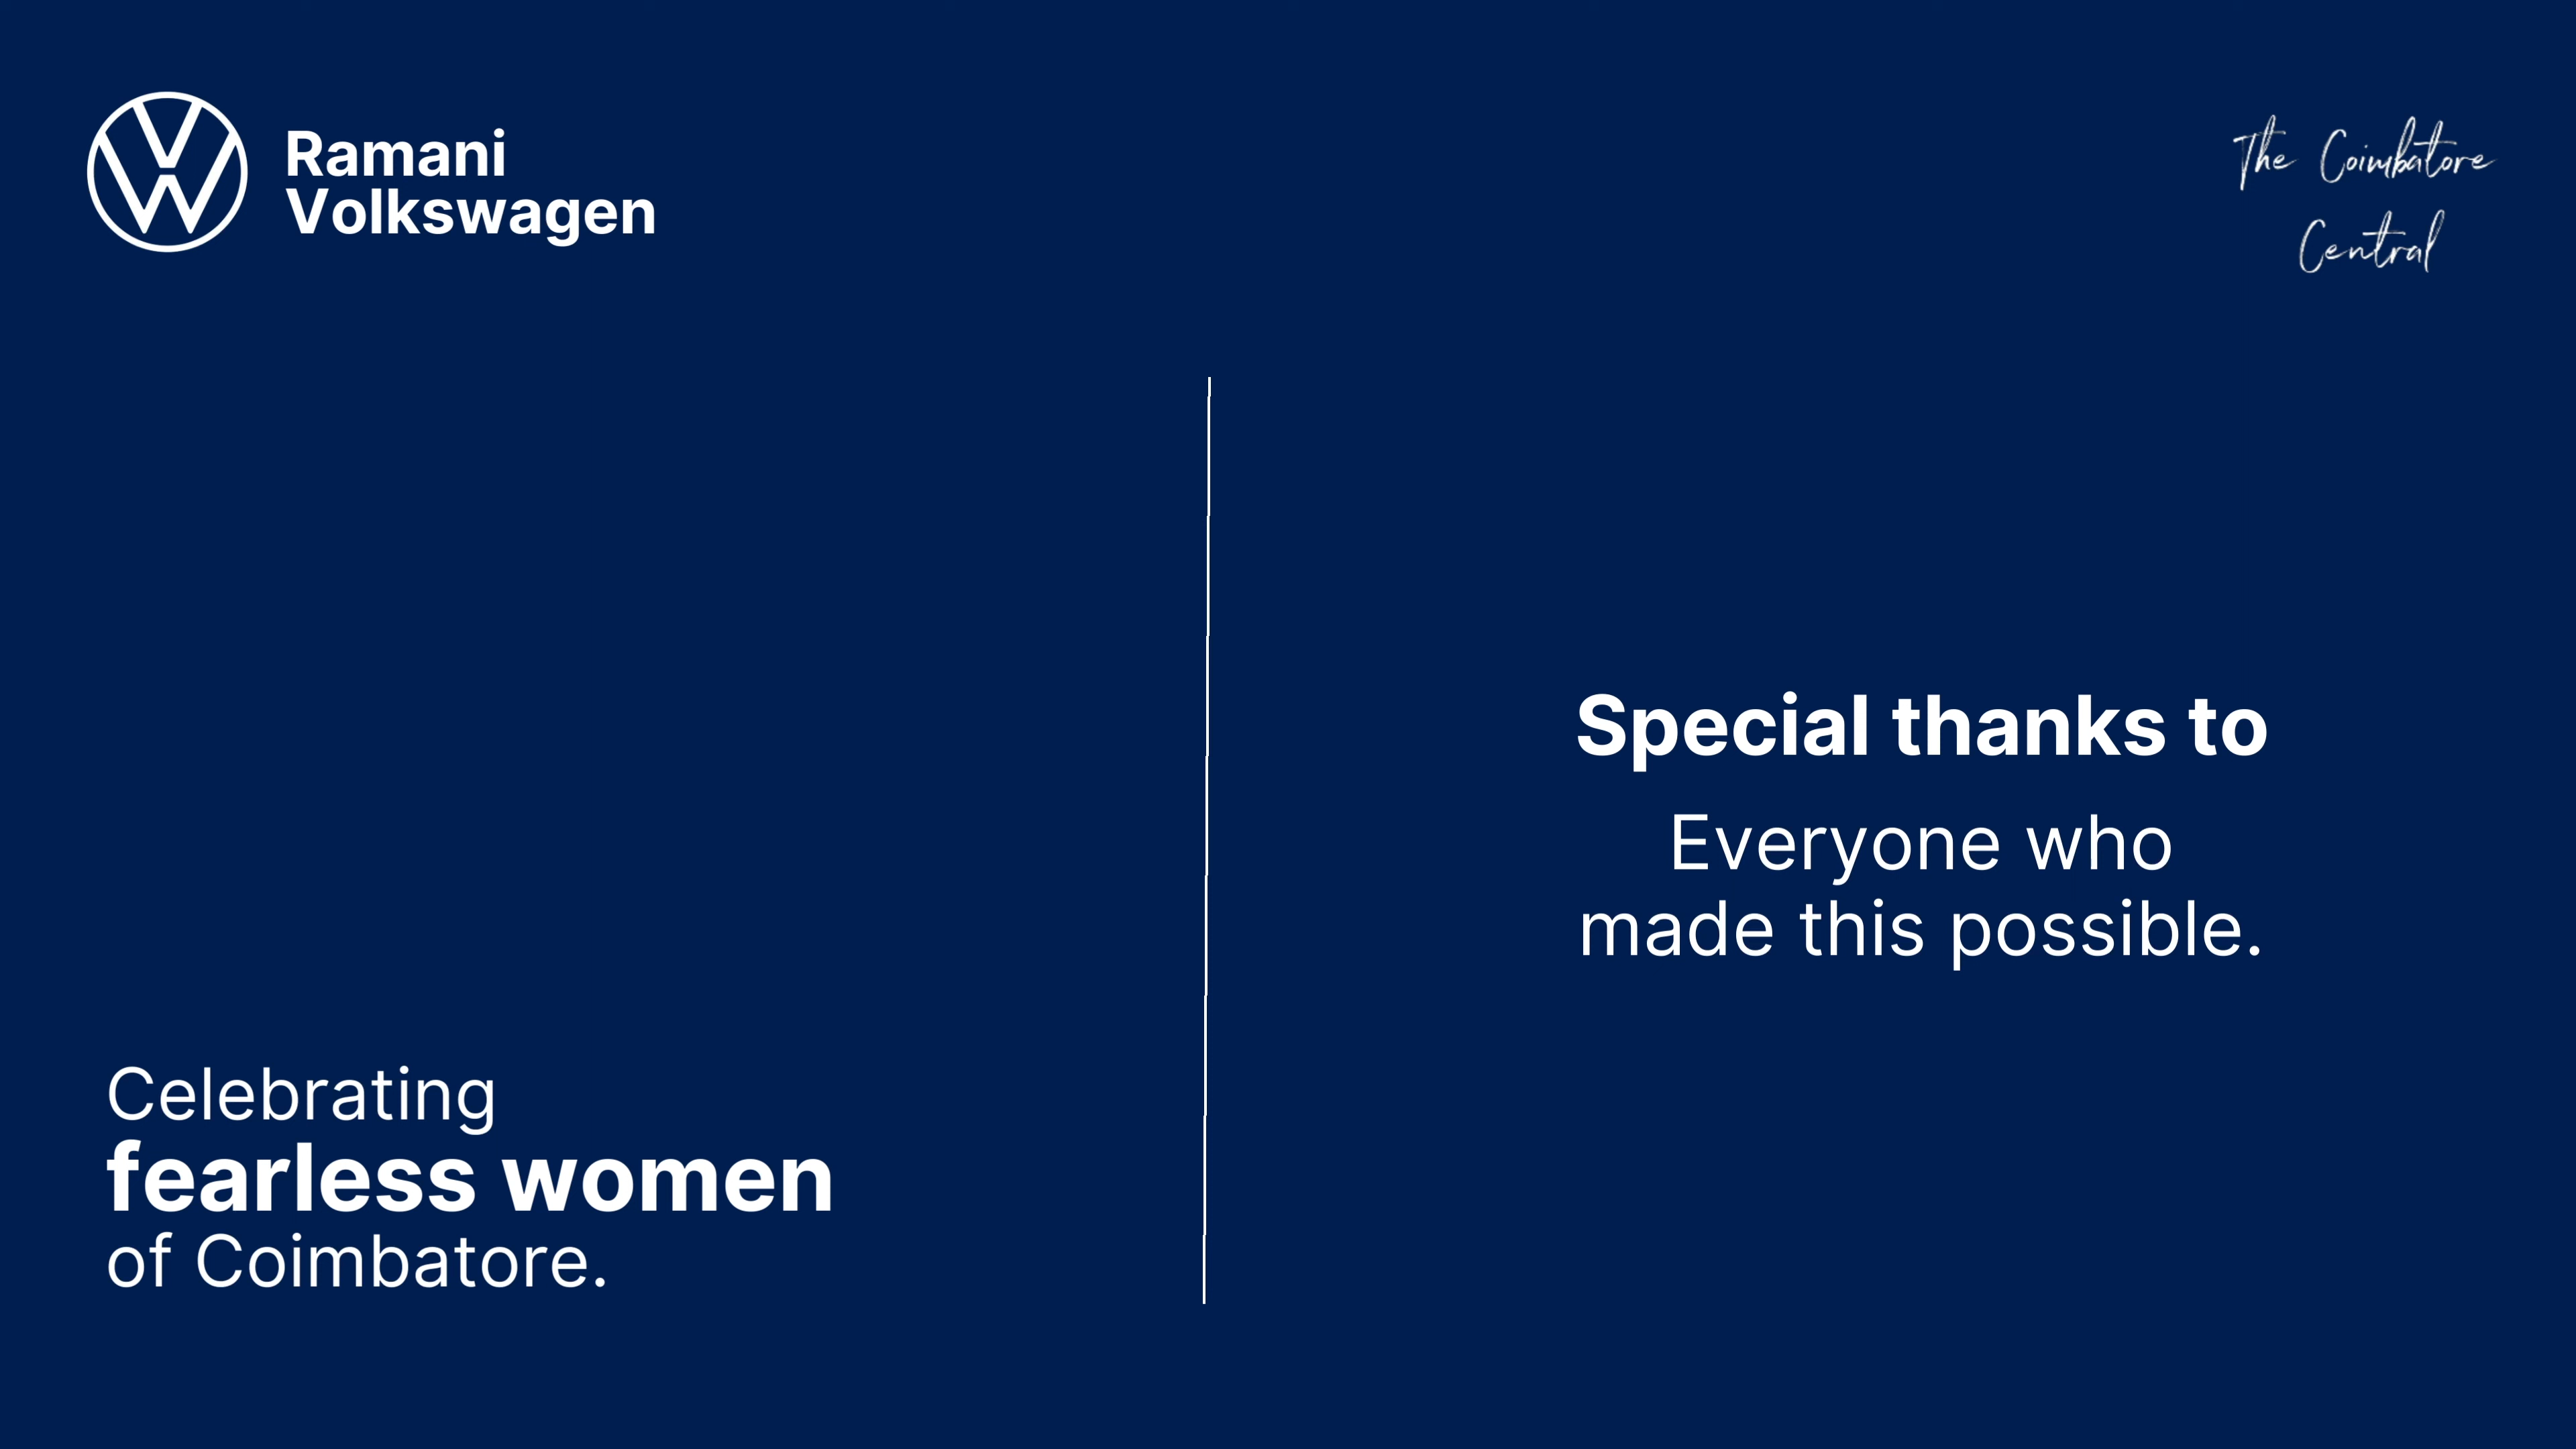 Ramani
Volkswagen
The Coimbatore
Central
Special thanks to
Everyone who
made this possible.
Celebrating
fearless women
of Coimbatore.